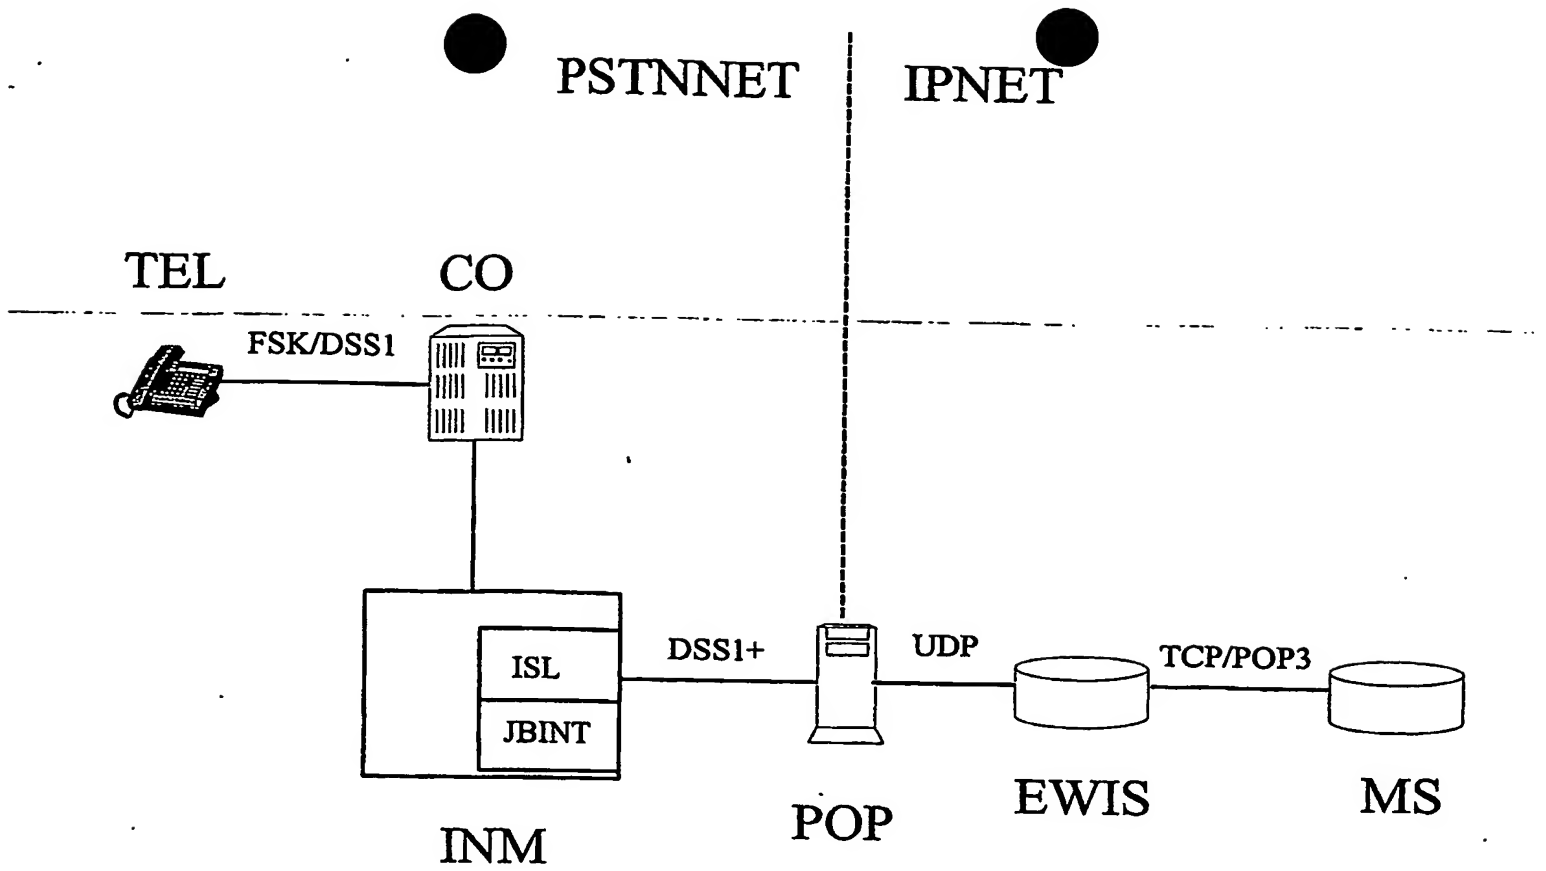 PSTNNET
IPNET
TEL
CO
FSK/DSS1
ISL
JBINT
DSS1+
UDP
TCP/POP3
INM
POP
EWIS
MS